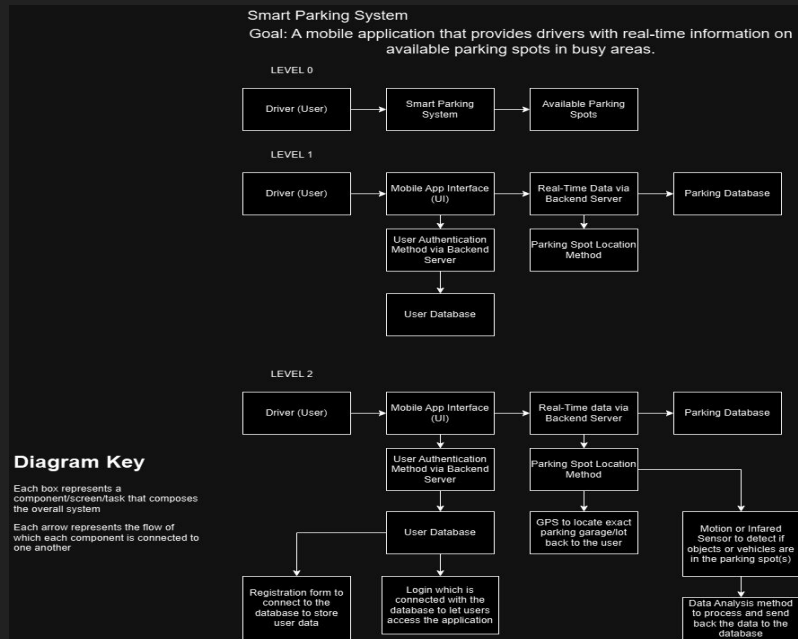 Smart Parking System
Goal: A mobile application that provides drivers with real-time information on
available parking spots in busy areas.
LEVEL 0
Driver (User)
Smart Parking
System
Available Parking
Spots
LEVEL 1
Driver (User)
Mobile App Interface
(UI)
Real-Time Data via
Backend Server
Parking Database
User Authentication
Method via Backend
Server
Parking Spot Location
Method
User Database
LEVEL 2
Driver (User)
Mobile App Interface
(UI)
Real-Time data via
Backend Server
Parking Database
Diagram Key
Each box represents a
component/screen/task that composes
the overall system
Each arrow represents the flow of
which each component is connected to
one another
User Authentication
Method via Backend
Server
Parking Spot Location
Method
User Database
GPS to locate exact
parking garage/lot
back to the user
Motion or Infared
Sensor to detect if
objects or vehicles are
in the parking spot(s)
Registration form to
connect to the
database to store
user data
Login which is
connected with the
database to let users
access the application
Data Analysis method
to process and send
back the data to the
database